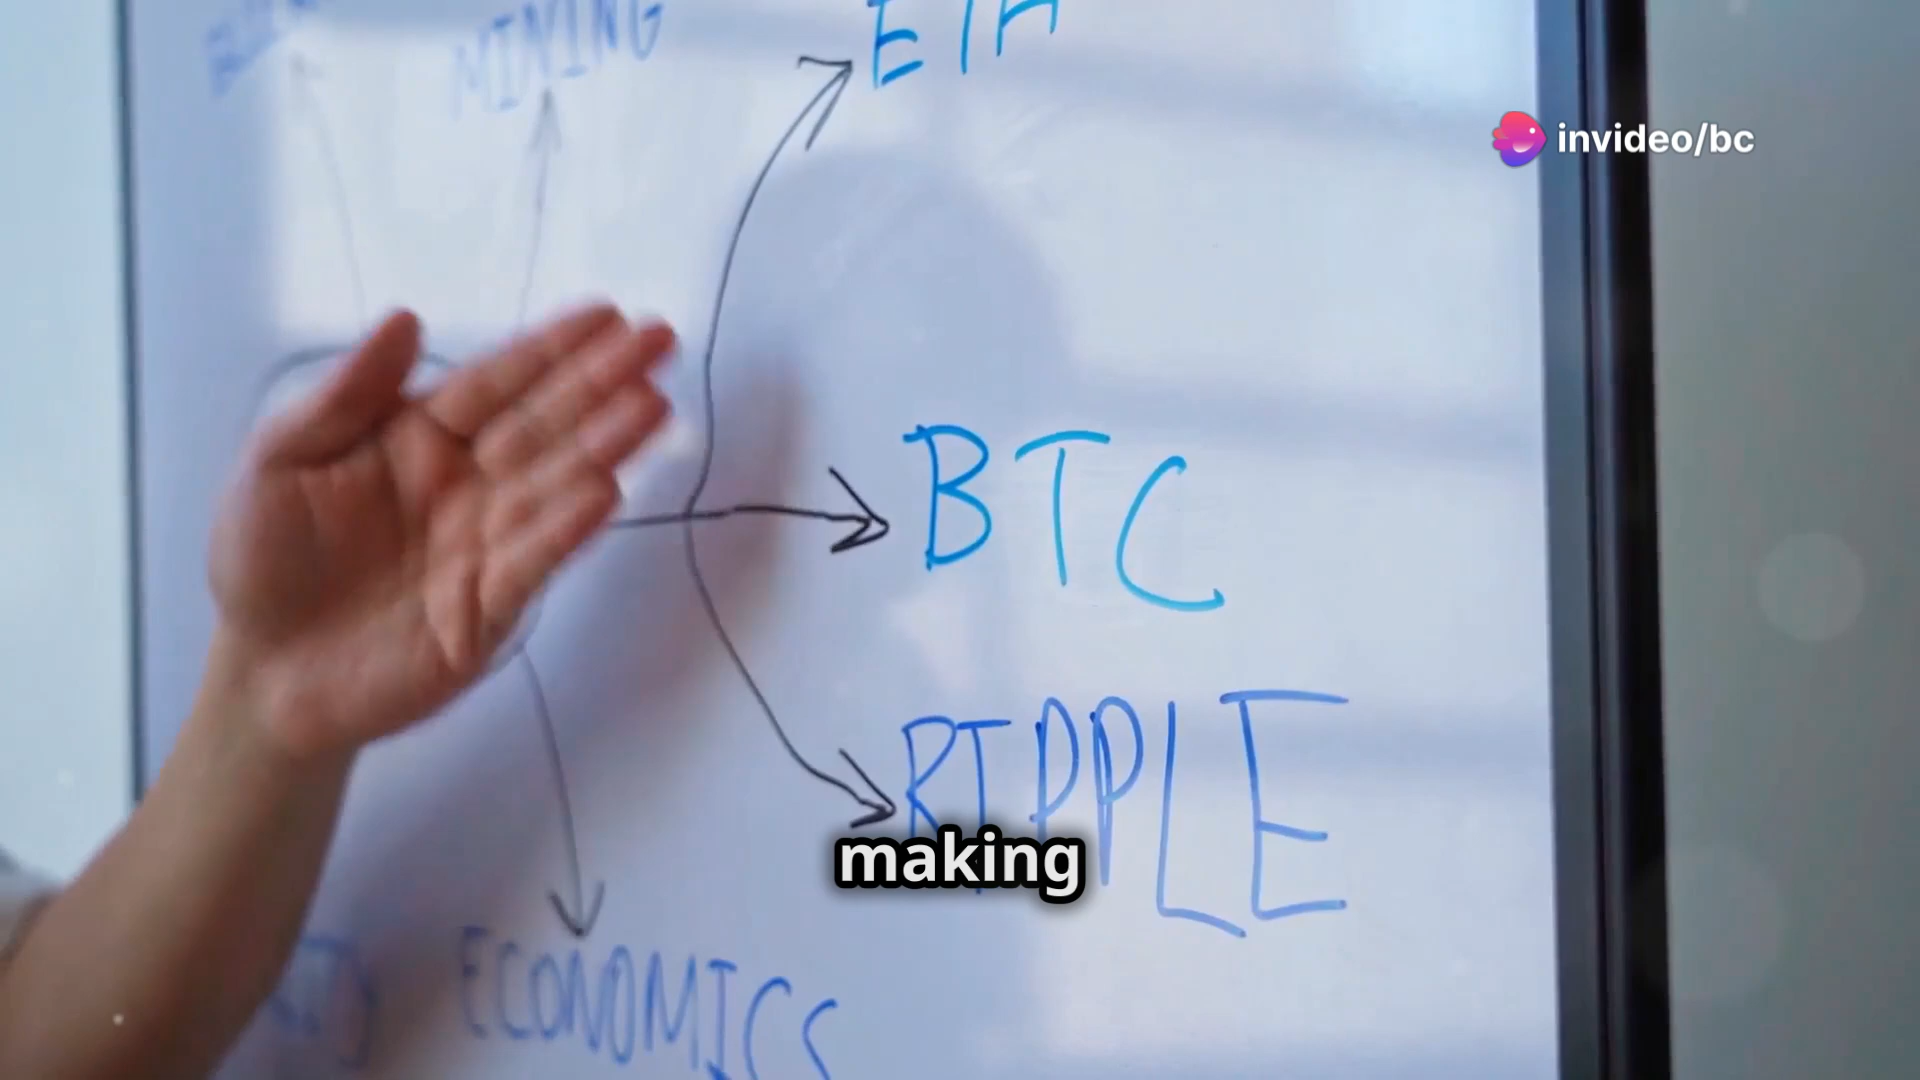 MINING
ETH
invideo/bc
BTC
RIPPLE
making
ECONOMICS